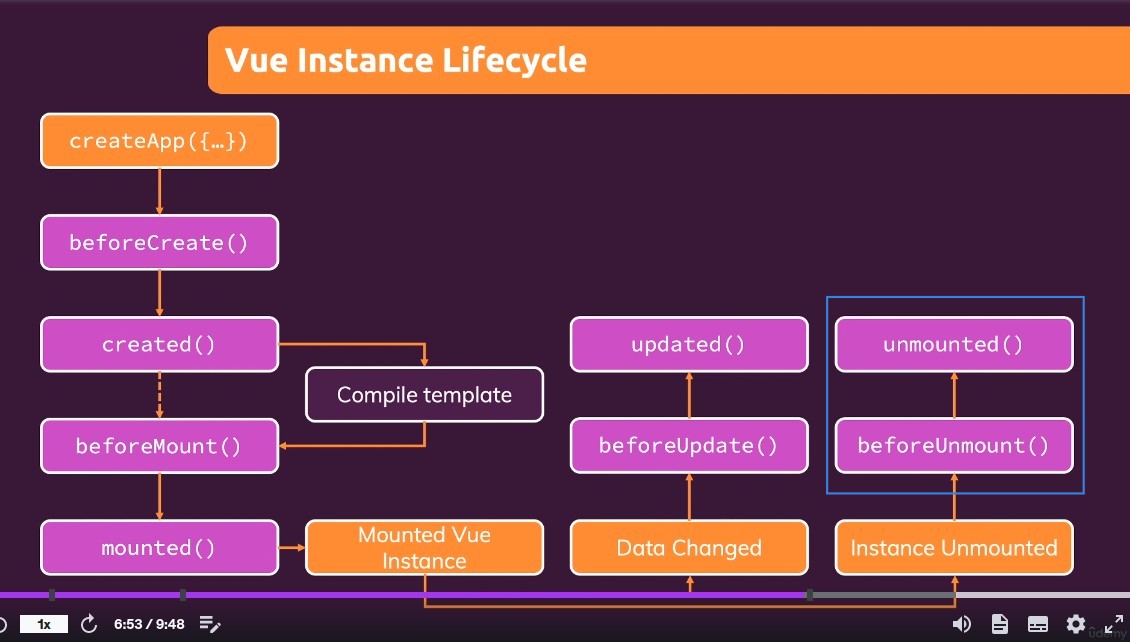 Vue Instance Lifecycle
createApp({…})
beforeCreate()
created()
Compile template
beforeMount()
mounted()
Mounted Vue
Instance
updated()
beforeUpdate()
Data Changed
unmounted()
beforeUnmount()
Instance Unmounted
1x
6:53 / 9:48
ûdemy